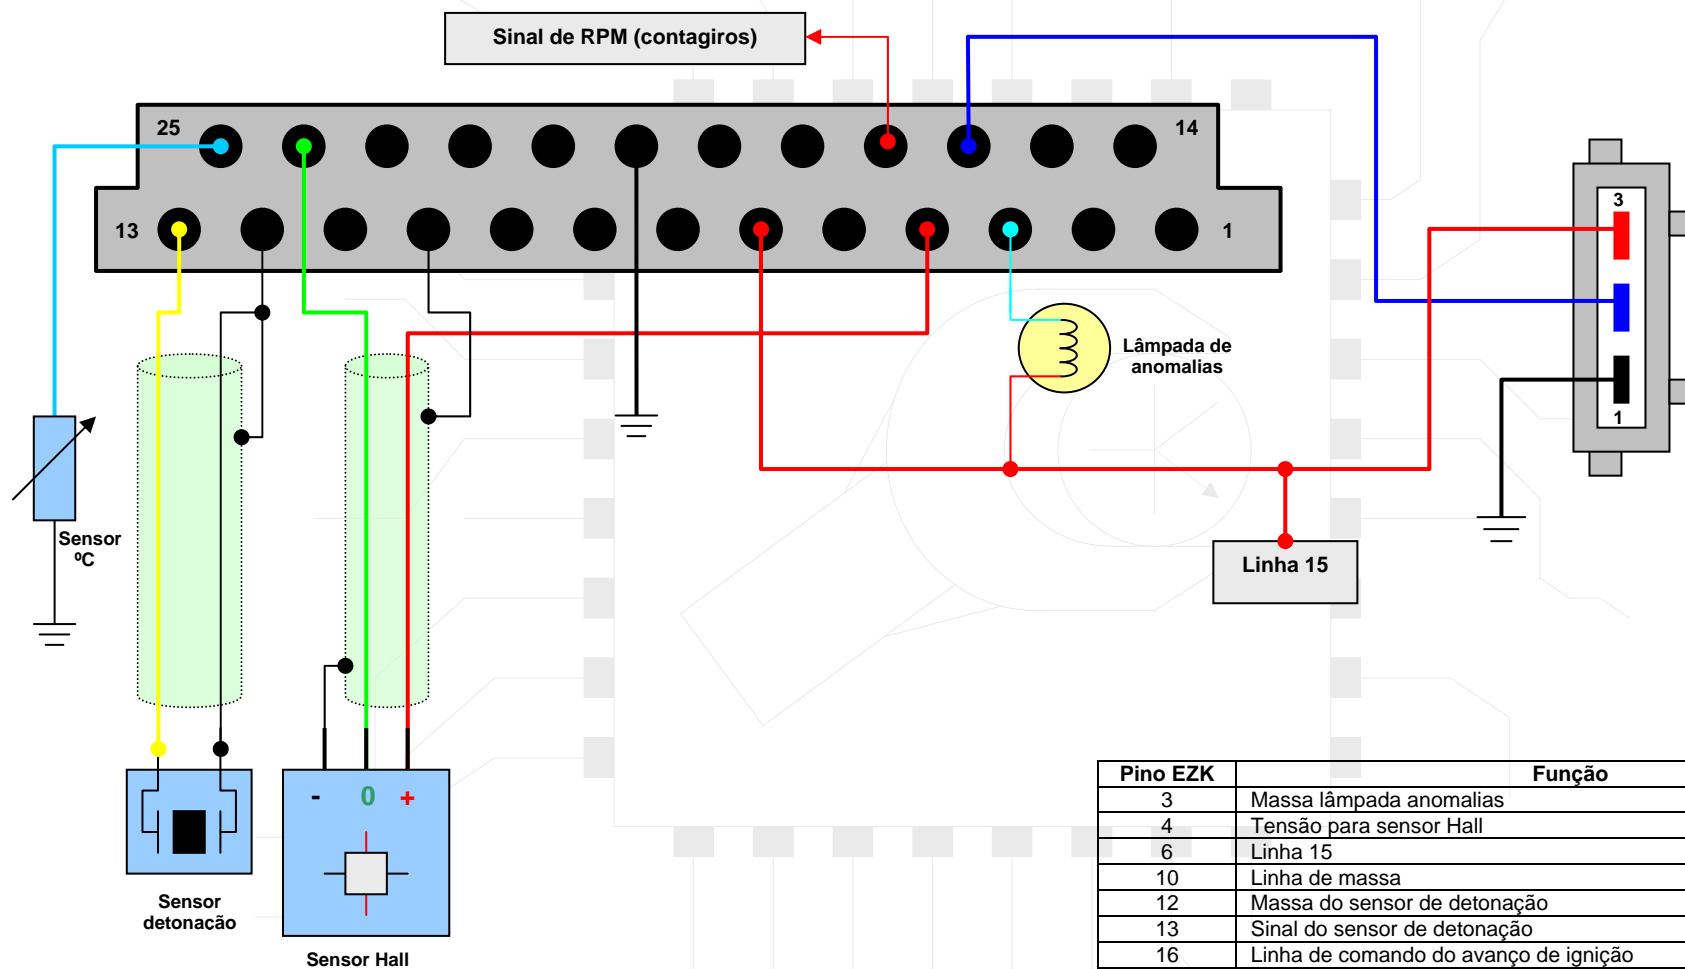 Sinal de RPM (contagiros)
25
14
13
1
3
1
Lâmpada de
anomalias
Sensor
ºC
Linha 15
- 0 +
Sensor
detonação
Sensor Hall
Pino EZK Função
3 Massa lâmpada anomalias
4 Tensão para sensor Hall
6 Linha 15
10 Linha de massa
12 Massa do sensor de detonação
13 Sinal do sensor de detonação
16 Linha de comando do avanço de ignição